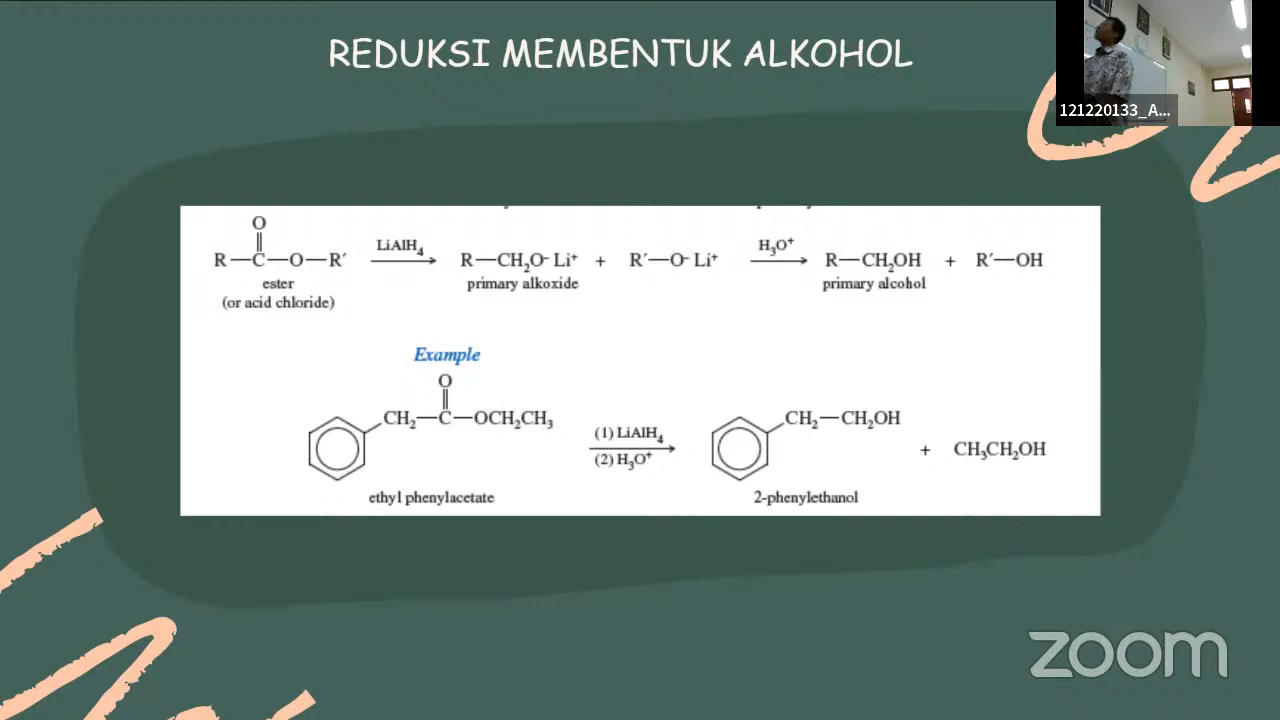 REDUKSI MEMBENTUK ALKOHOL
121220133_A...
O
R—C—O—R′ LiAlH₄ R—CH₂O⁻ Li⁺ + R′—O⁻ Li⁺ H₃O⁺ R—CH₂OH + R′—OH
ester primary alkoxide primary alcohol
(or acid chloride)
Example
O
CH₂—C—OCH₂CH₃ (1) LiAlH₄ CH₂—CH₂OH
(2) H₃O⁺ + CH₃CH₂OH
ethyl phenylacetate 2-phenylethanol
zoom